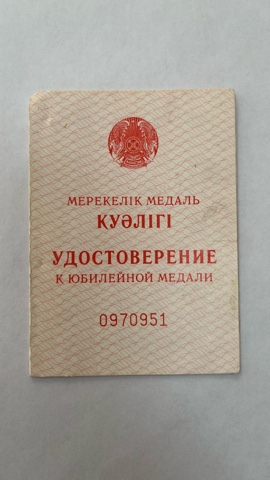 МЕРЕКЕЛІК МЕДАЛЬ
КУӘЛІГІ
УДОСТОВЕРЕНИЕ
К ЮБИЛЕЙНОЙ МЕДАЛИ
0970951